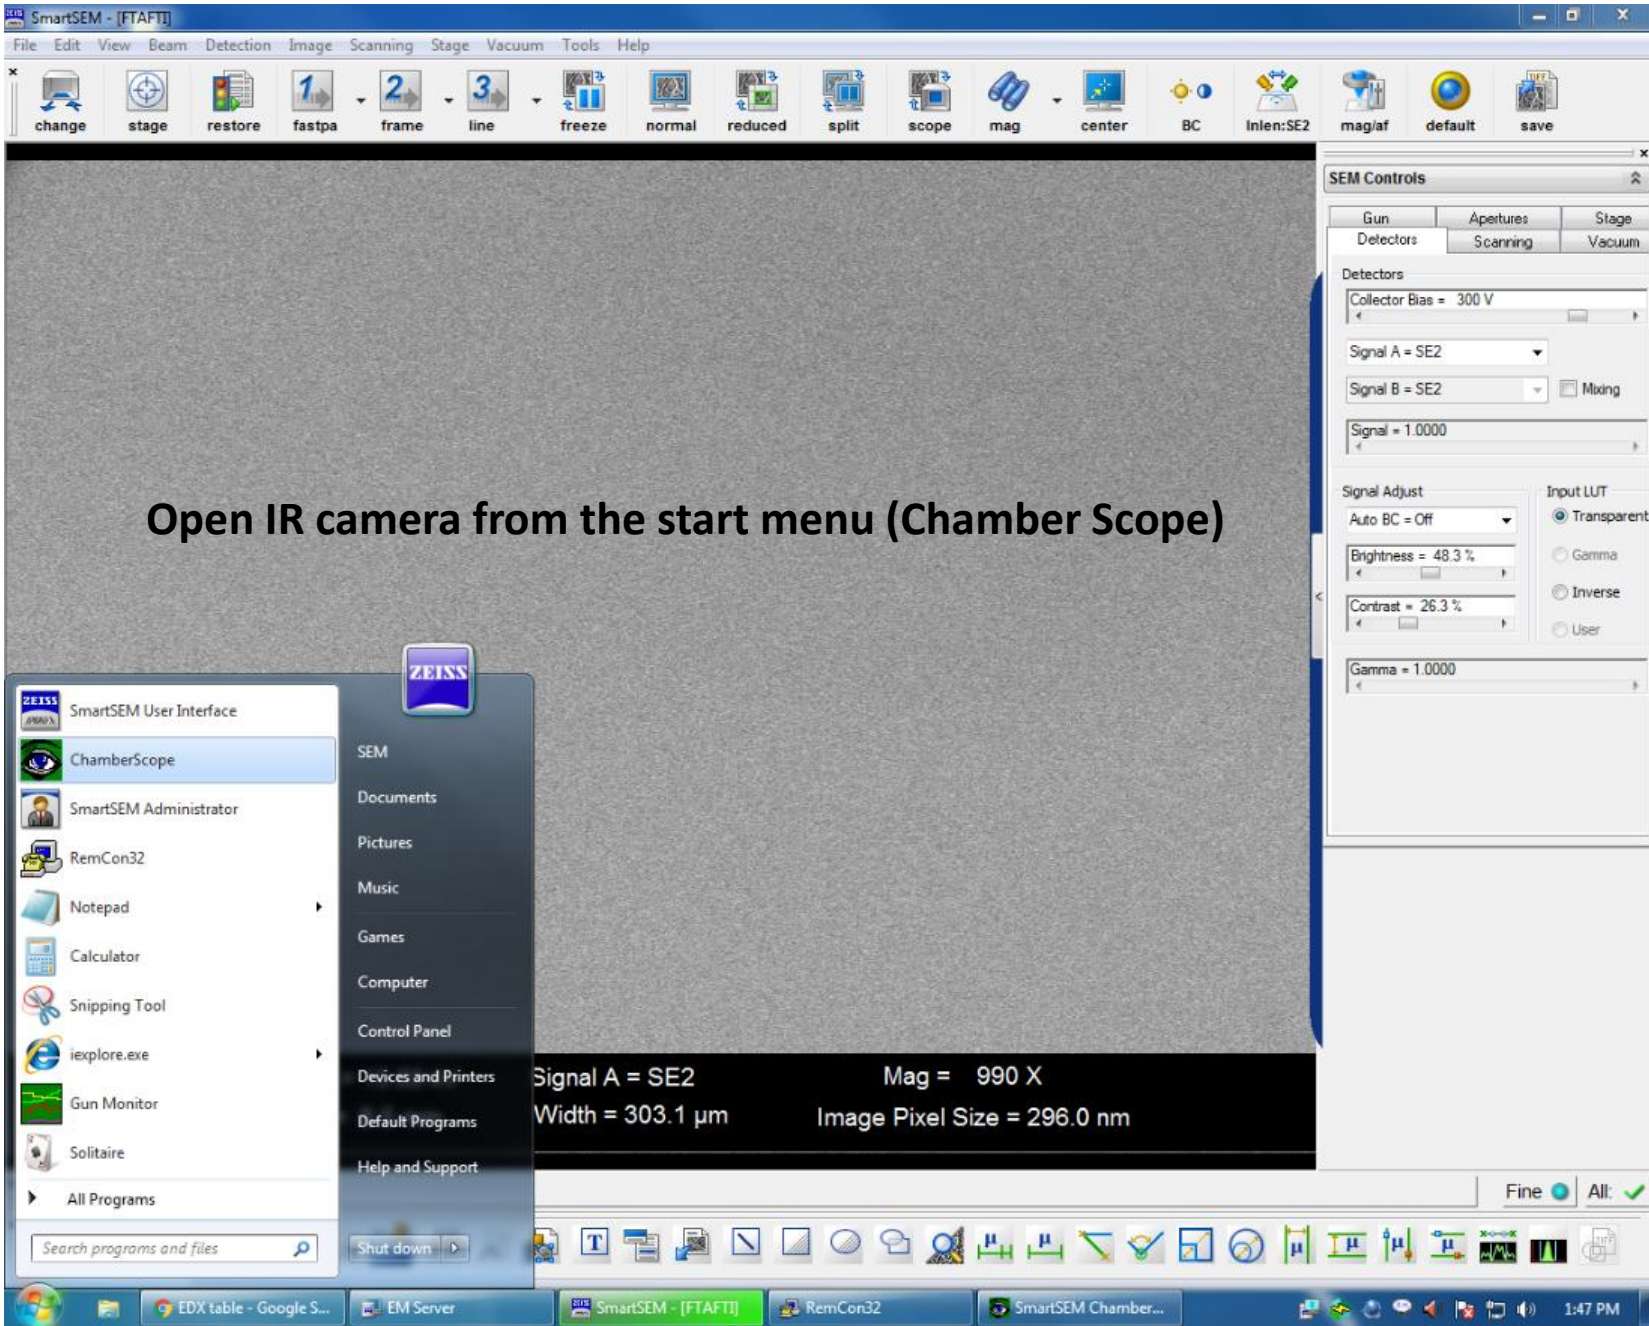 SmartSEM - [FTAFTI]
File Edit View Beam Detection Image Scanning Stage Vacuum Tools Help
change stage restore fastpa frame line freeze normal reduced split scope mag center BC Inlen:SE2 mag/af default save
SEM Controls
Gun Apertures Stage
Detectors Scanning Vacuum
Detectors
Collector Bias = 300 V
Signal A = SE2
Signal B = SE2 Mixing
Signal = 1.0000
Signal Adjust Input LUT
Auto BC = Off Transparent
Brightness = 48.3 % Gamma
Inverse
Contrast = 26.3 %
User
Gamma = 1.0000
Open IR camera from the start menu (Chamber Scope)
ZEISS
ZEISS
SmartSEM User Interface
ChamberScope
SmartSEM Administrator
RemCon32
Notepad
Calculator
Snipping Tool
iexplore.exe
Gun Monitor
Solitaire
All Programs
Search programs and files
SEM
Documents
Pictures
Music
Games
Computer
Control Panel
Devices and Printers
Default Programs
Help and Support
Shut down
Signal A = SE2 Mag = 990 X
Width = 303.1 µm Image Pixel Size = 296.0 nm
Fine All:
EDX table - Google S... EM Server SmartSEM - [FTAFTI] RemCon32 SmartSEM Chamber... 1:47 PM